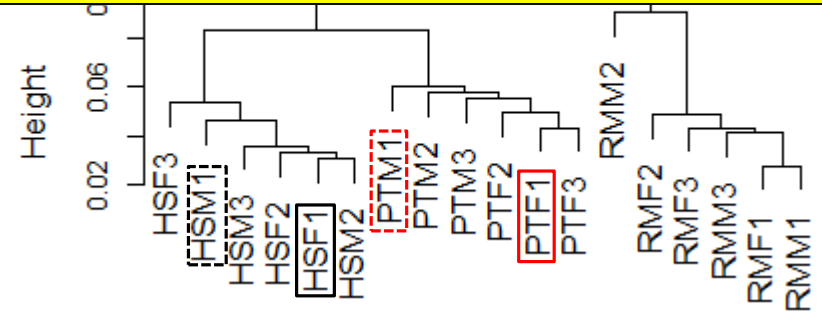 Height
0.06
0.02
HSF3
HSM1
HSM3
HSF2
HSF1
HSM2
PTM1
PTM2
PTM3
PTF2
PTF1
PTF3
RMM2
RMF2
RMF3
RMM3
RMF1
RMM1